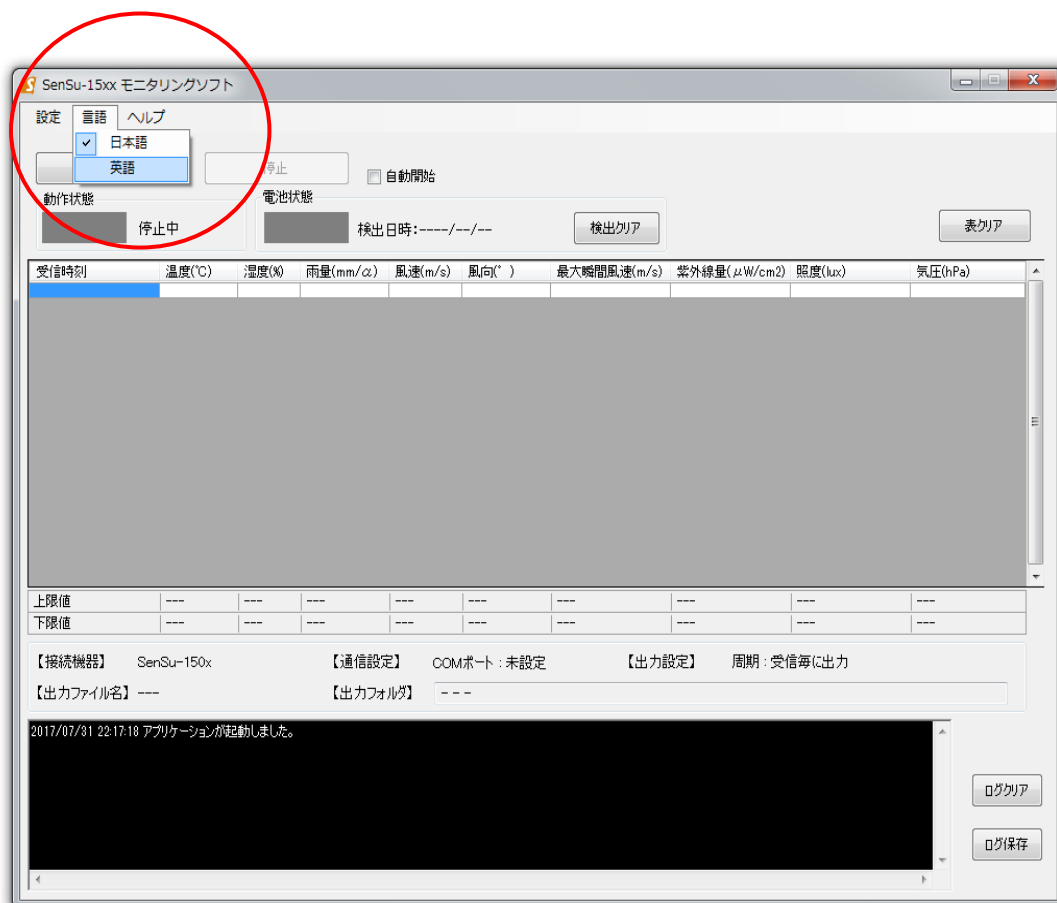 SenSu-15xx モニタリングソフト
設定 言語 ヘルプ
日本語
英語
停止
自動開始
動作状態
停止中
電池状態
検出日時:----/--/--
検出クリア
表クリア
受信時刻 温度(℃) 湿度(%) 雨量(mm/α) 風速(m/s) 風向(°) 最大瞬間風速(m/s) 紫外線量(μW/cm2) 照度(lux) 気圧(hPa)
上限値 --- --- --- --- --- --- --- --- ---
下限値 --- --- --- --- --- --- --- --- ---
【接続機器】 SenSu-150x 【通信設定】 COMポート : 未設定 【出力設定】 周期 : 受信毎に出力
【出力ファイル名】 --- 【出力フォルダ】 - - -
2017/07/31 22:17:18 アプリケーションが起動しました。
ログクリア
ログ保存